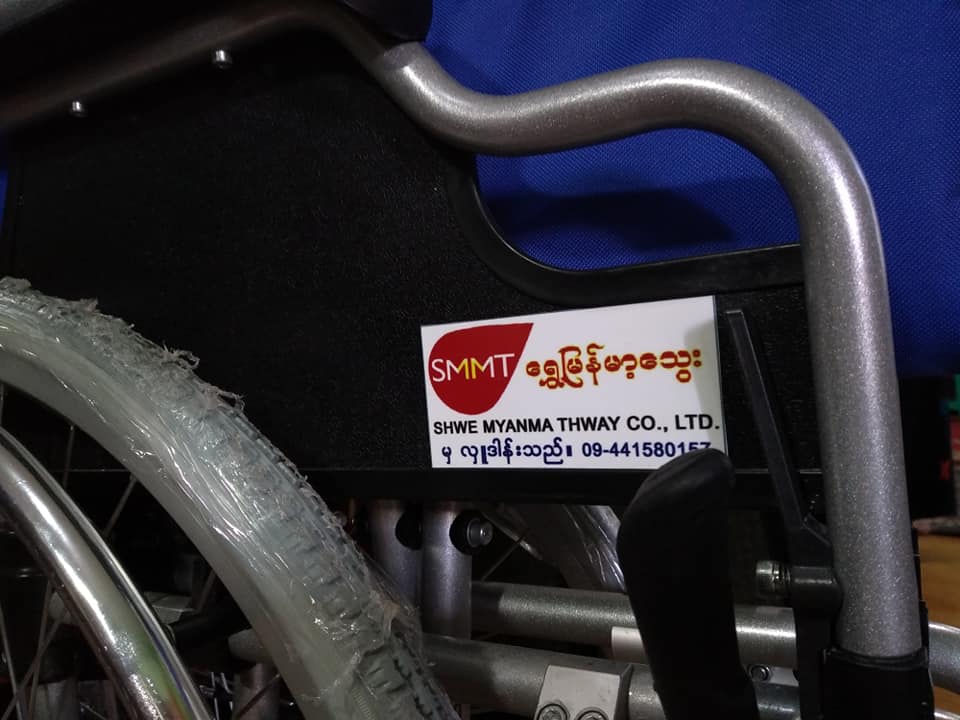 SMMT ရွှေမြန်မာ့သွေး
SHWE MYANMA THWAY CO., LTD.
မှ လှူဒါန်းသည်။ 09-441580157